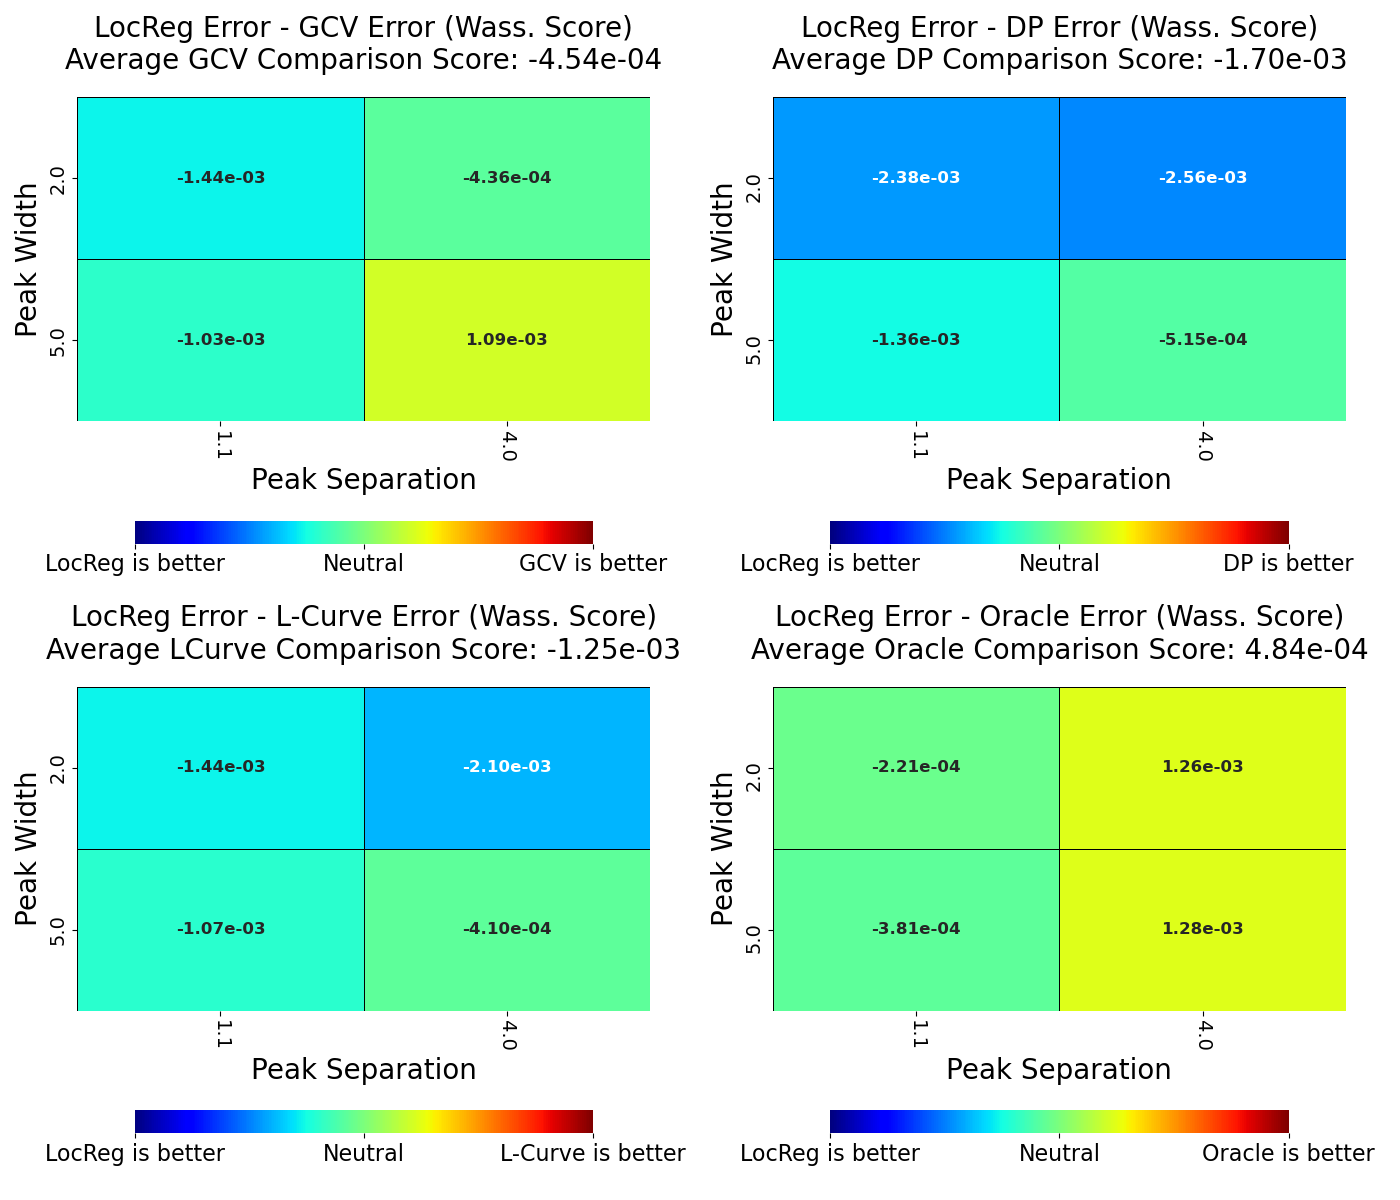 LocReg Error - GCV Error (Wass. Score)
Average GCV Comparison Score: -4.54e-04
Peak Width
2.0
5.0
-1.44e-03
-4.36e-04
-1.03e-03
1.09e-03
1.1
4.0
Peak Separation
LocReg is better
Neutral
GCV is better
LocReg Error - DP Error (Wass. Score)
Average DP Comparison Score: -1.70e-03
Peak Width
2.0
5.0
-2.38e-03
-2.56e-03
-1.36e-03
-5.15e-04
1.1
4.0
Peak Separation
LocReg is better
Neutral
DP is better
LocReg Error - L-Curve Error (Wass. Score)
Average LCurve Comparison Score: -1.25e-03
Peak Width
2.0
5.0
-1.44e-03
-2.10e-03
-1.07e-03
-4.10e-04
1.1
4.0
Peak Separation
LocReg is better
Neutral
L-Curve is better
LocReg Error - Oracle Error (Wass. Score)
Average Oracle Comparison Score: 4.84e-04
Peak Width
2.0
5.0
-2.21e-04
1.26e-03
-3.81e-04
1.28e-03
1.1
4.0
Peak Separation
LocReg is better
Neutral
Oracle is better